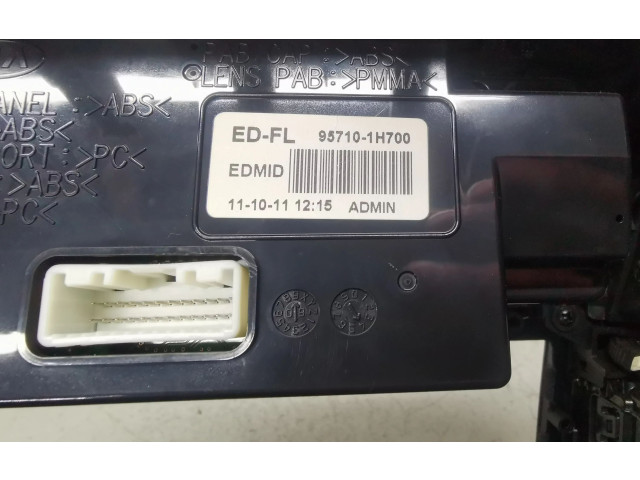 PAB CAP :>ABS<
LENS PAB:>PMMA<
ANEL :>ABS<
>ABS<
ORT:>PC<
:>ABS<
PC<
ED-FL 95710-1H700
EDMID
11-10-11 12:15 ADMIN